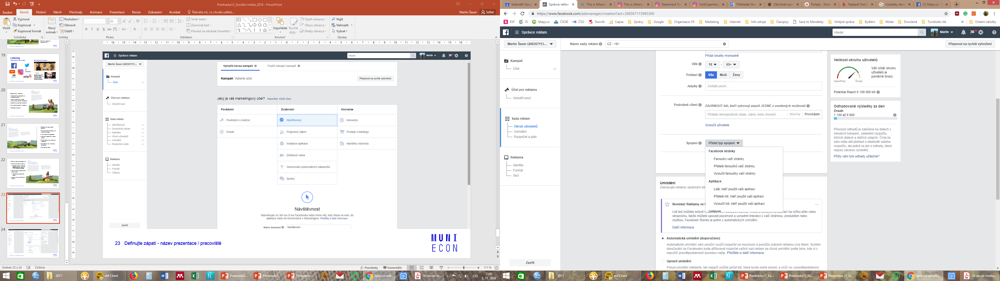 Prednaska12_Sociální média_2018 - PowerPoint
Soubor Domů Vložení Návrh Přechody Animace Prezentace Revize Zobrazení Acrobat Řekněte mi, co chcete udělat... Martin Šauer Sdílet
Vložit
Vyjmout
Kopírovat
Kopírovat formát
Schránka
Nový snímek
Rozložení
Obnovit
Oddíl
Snímky
20
Písmo
Směr textu
Zarovnat text
Převést na obrázek SmartArt
Odstavec
Uspořádat
Rychlé styly
Výplň obrazce
Obrys obrazce
Efekty obrazce
Kreslení
Najít
Nahradit
Vybrat
Úpravy
19
Listening
yelp
20
21
22
23
24
Správce reklam
Hledat
Martin
Martin Šauer (268367113...
Kampaň
Účel
Účet pro reklamu
Vytvořit nový
Sada reklam
Návštěvnost
Dynamický obsah
Nabídka
Okruh uživatelů
Umístění
Rozpočet a plán
Reklama
Identita
Formát
Odkazy
Zavřít
Vytvořit novou kampaň Použít stávající kampaň
Kampaň: Vyberte účel.
Přepnout na rychlé vytvoření
Jaký je váš marketingový účel? Nápověda: Výběr účelu
Povědomí Zvažování Konverze
Povědomí o značce Návštěvnost Konverze
Dosah Projevený zájem Prodeje z katalogu
Instalace aplikace Návštěvy obchodu
Zhlédnutí videa
Generování potenciálních zákazníků
Zprávy
Návštěvnost
Nasměrujte víc lidí na cíl na Facebooku nebo mimo něj, tedy třeba na web, do
aplikace nebo do konverzace v Messengeru. Přečtěte si další informace.
Název kampaně Návštěvnost
23 Definujte zápatí - název prezentace / pracoviště
MUNI
ECON
Snímek 23 z 24 Čeština Poznámky Komentáře 111 %
2017 eM Client Prednaska1... Prednaska1... Prezentace ... Správce rekl... 50-social-m... CES 13:01
5. 11. 2018
Kalendář Goog Správce reklam This is Athens. This is Athens Steiermark Tou VisitCopenhag Překladač Goo Obchodní pod Pořady - Strea Nejlepší Noční Výsledky obrá (1) Mapy.cz - H
https://www.facebook.com/adsmanager/creation?act=268367113985360
ESF IS Mapy.cz ČSOB ČSÚ Slovník Capsa Zprávy Google Organizace CR Marketing Internet Info zdroje Časopisy Save to Mendeley Veřejná správa Bydlení Móda Dovolená Turistické cíle » Ostatní záložky
Správce reklam
Hledat
Martin
Martin Šauer (268367113...
Název sady reklam CZ - 18+
Přepnout na rychlé vytvoření
Kampaň
Účel
Účet pro reklamu
Vytvořit nový
Sada reklam
Okruh uživatelů
Umístění
Rozpočet a plán
Reklama
Identita
Formát
Text
Zavřít
Přidat lokality hromadně
Věk 18 - 65+
Pohlaví Vše Muži Ženy
Jazyky Zadejte jazyk...
Podrobné cílení ZAHRNOUT lidi, kteří vyhovují aspoň JEDNÉ z uvedených možností
Přidejte demografické údaje, zájmy nebo chování Návrhy Procházet
Vyloučit uživatele
Spojení Přidat typ spojení
Facebook stránky
Fanoušci vaší stránky
Přátelé fanoušků vaší stránky
Vyloučit fanoušky vaší stránky
Aplikace
Lidé, kteří použili vaši aplikaci
Přátelé lidí, kteří použili vaši aplikaci
Vyloučit lidi, kteří použili vaši aplikaci
Události
Umístění
Zobrazujte reklamy správným lid
Novinka! Reklamy ve
Lidi teď můžete oslovit
obrazovku, takže můžete upoutat pozornost a usnadnit interakci s vaší stránkou, produktem nebo
službou. Facebook Stories je jedno z automatických umístění.
Další informace
Automatická umístění (doporučeno)
Automatické umístění vám umožní využít rozpočet na maximum a pomůže zobrazit reklamu více lidem. Systém
doručování na Facebooku bude přiřazovat rozpočet vašich sad reklam na různá umístění podle toho, kde si s
nejvyšší pravděpodobností povedou nejlíp. Přečtěte si další informace.
Upravit umístění
Pokud umístění odeberte, tak nejspíš snížíte počet lidí, které byste mohli oslovit, a sníží se i pravděpodobnost,
Velikost okruhu uživatelů
Váš výběr okruhu
uživatelů je
poměrně široký.
Specifický Široký
Potential Reach:5 100 000 lidí
Odhadované výsledky za den
Dosah
1 100 až 6 800
Přesnost odhadů je založená na datech z
minulých kampaní, zadaném rozpočtu,
tržních datech a dalších údajích. Čísla by
vám měla dát přehled o efektivitě vašeho
rozpočtu, ale jedná se jen o odhady, které
nejsou zárukou výsledků.
Přišly vám tyto odhady užitečné?
2017 eM Client Prednaska11_Ko... Prednaska12_So... Prezentace 11_In... Správce reklam ... 50-social-media...